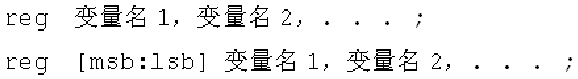 reg 变量名1，变量名2，. . . ;
reg [msb:lsb] 变量名1，变量名2，. . . ;